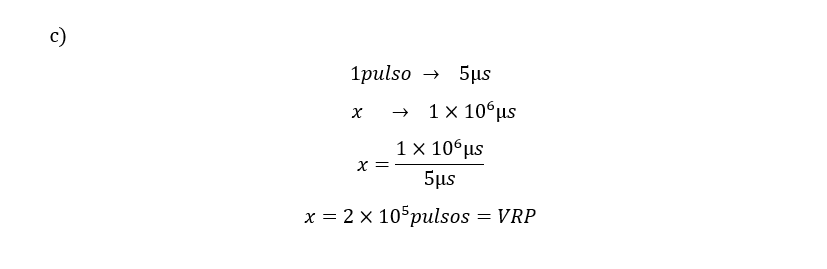 c)
1pulso → 5μs
x → 1 × 10⁶μs
x = 1 × 10⁶μs / 5μs
x = 2 × 10⁵pulsos = VRP